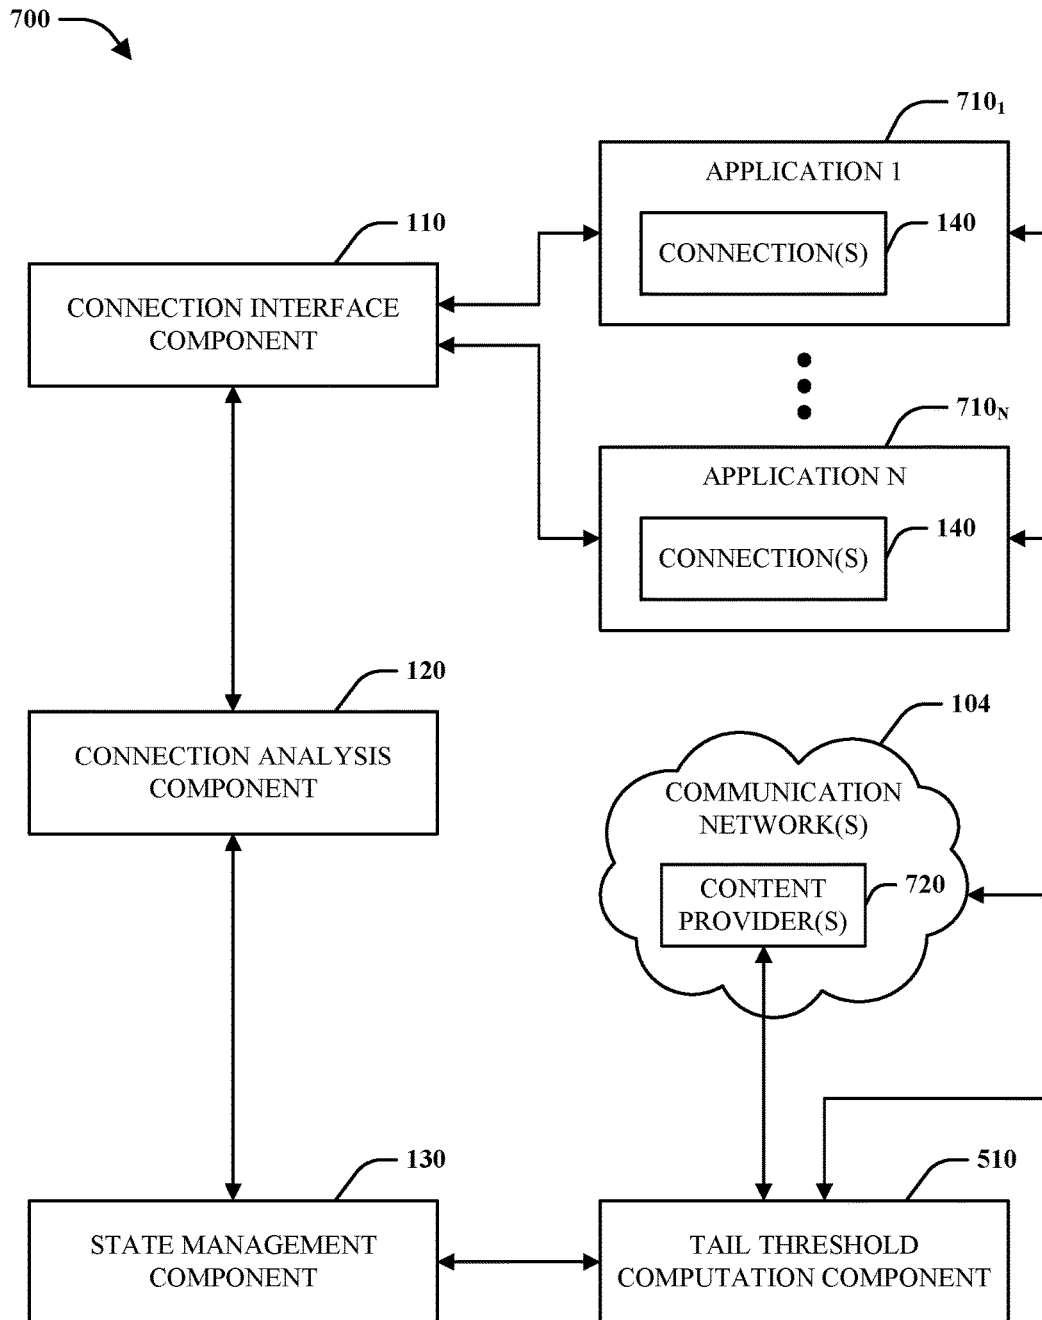 700
710₁
APPLICATION 1
140
CONNECTION(S)
110
CONNECTION INTERFACE
COMPONENT
710ₙ
APPLICATION N
140
CONNECTION(S)
120
CONNECTION ANALYSIS
COMPONENT
104
COMMUNICATION
NETWORK(S)
720
CONTENT
PROVIDER(S)
130
STATE MANAGEMENT
COMPONENT
510
TAIL THRESHOLD
COMPUTATION COMPONENT